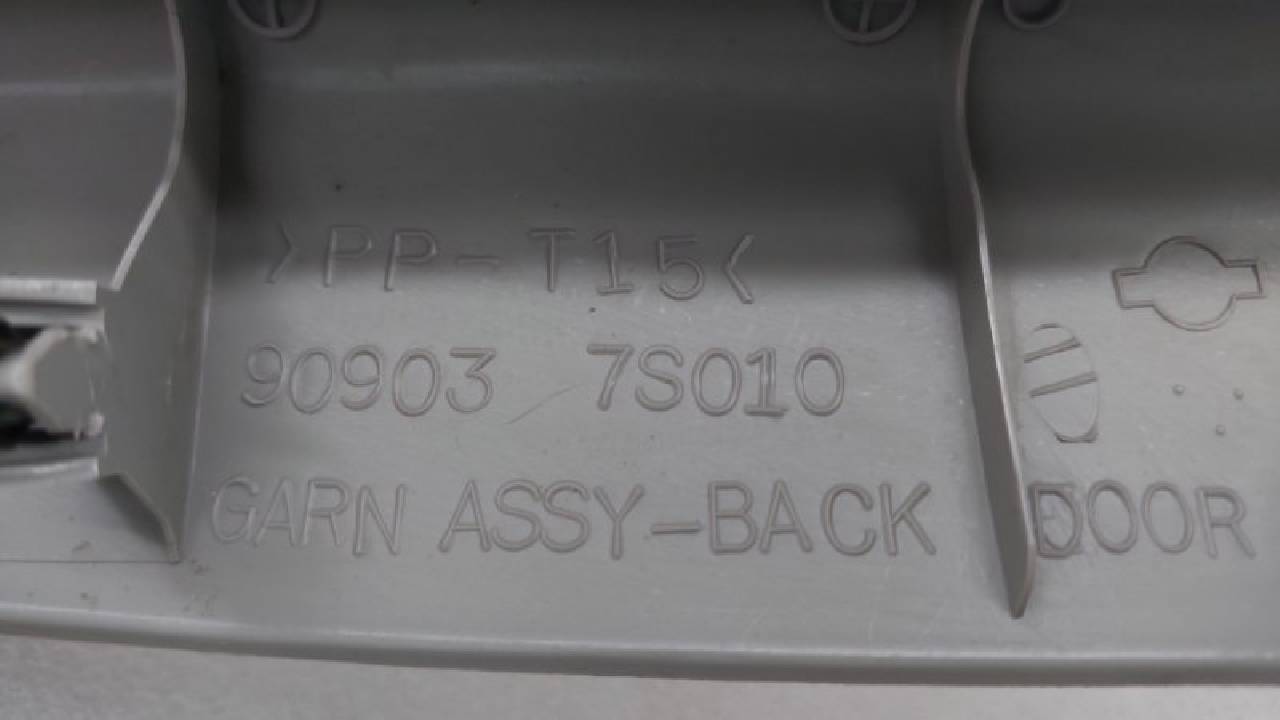 >PP-T15<
90903 7S010
GARN ASSY-BACK DOOR